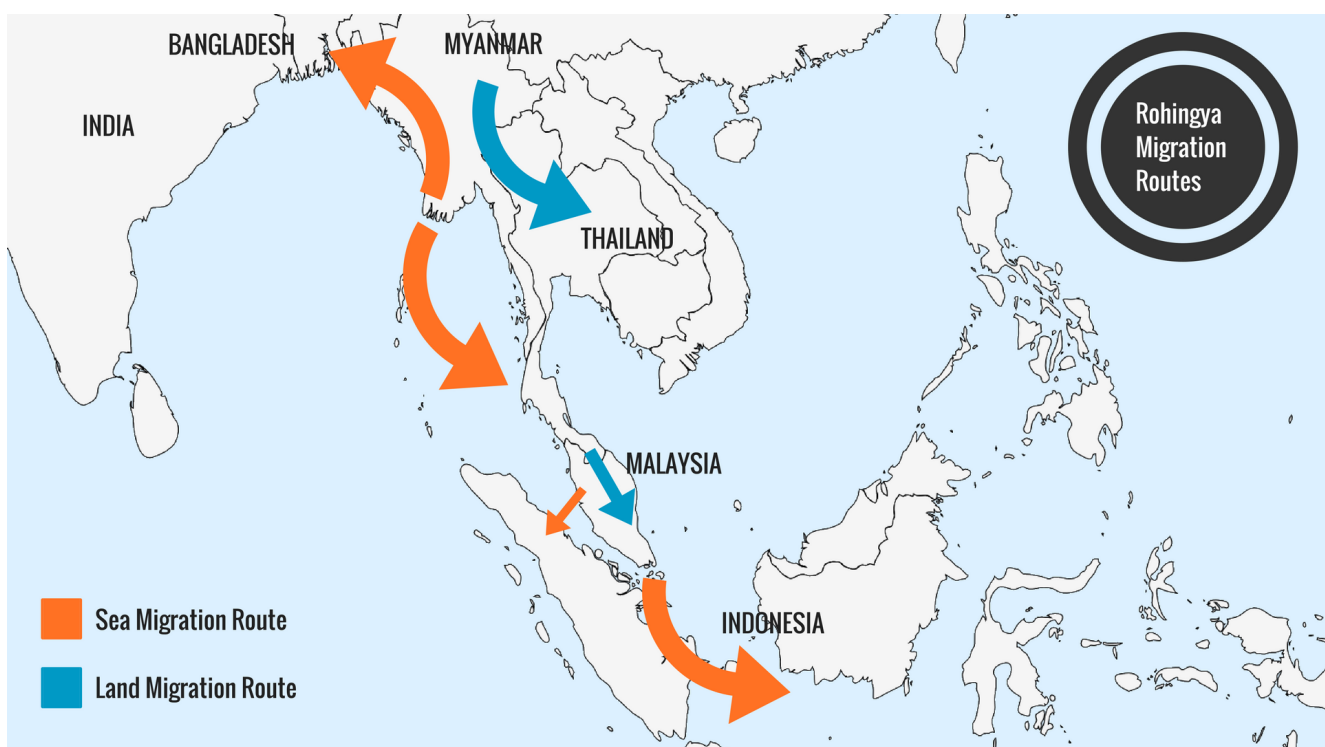 BANGLADESH
MYANMAR
INDIA
Rohingya
Migration
Routes
THAILAND
MALAYSIA
INDONESIA
Sea Migration Route
Land Migration Route